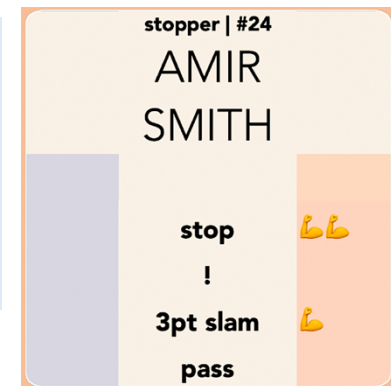 stopper | #24
AMIR
SMITH
stop 💪💪
!
3pt slam 💪
pass